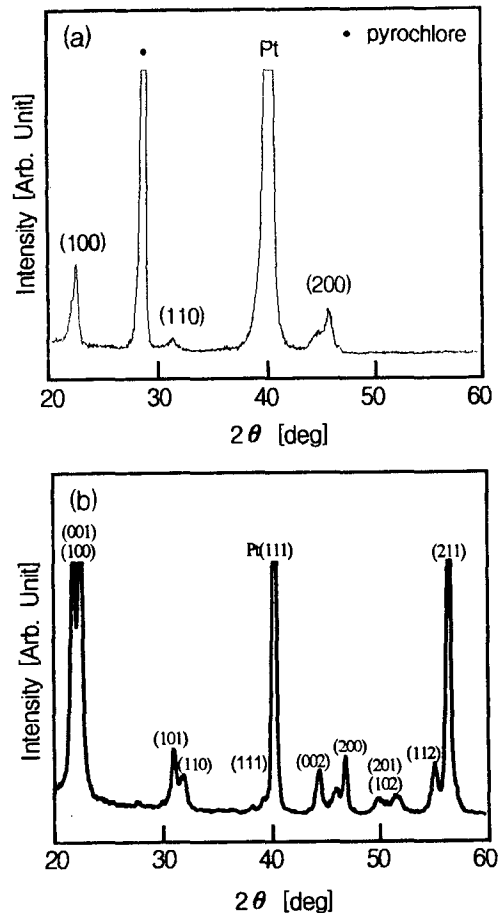 (a)
• pyrochlore
•
Pt
(100)
(110)
(200)
Intensity [Arb. Unit]
20 30 40 50 60
2θ [deg]
(b)
(001)
(100)
Pt(111)
(211)
(101)
(110)
(111)
(002)
(200)
(201)
(102)
(112)
Intensity [Arb. Unit]
20 30 40 50 60
2θ [deg]